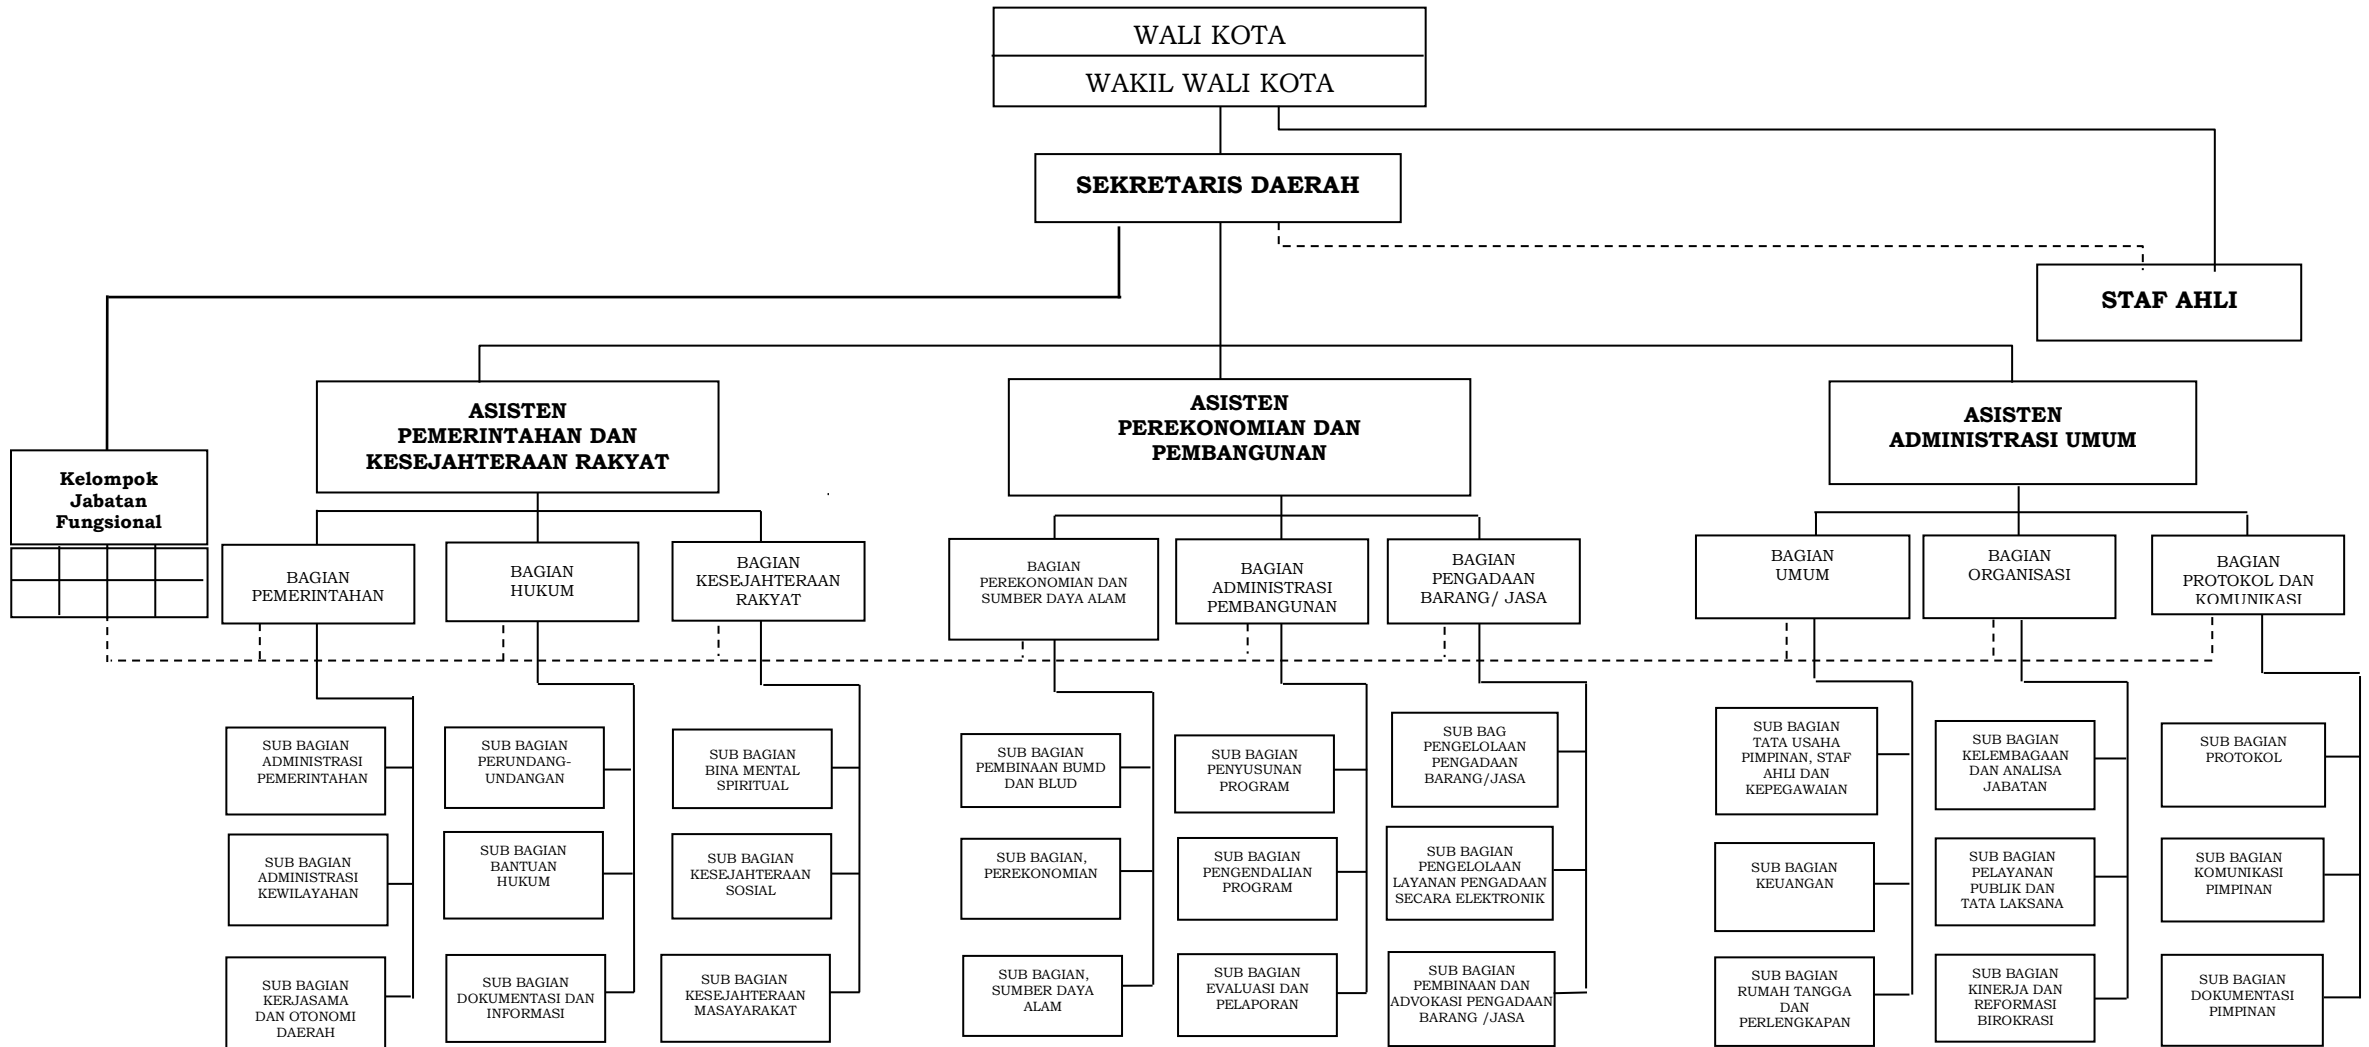 WALI KOTA
WAKIL WALI KOTA
SEKRETARIS DAERAH
STAF AHLI
ASISTEN
PEMERINTAHAN DAN
KESEJAHTERAAN RAKYAT
ASISTEN
PEREKONOMIAN DAN
PEMBANGUNAN
ASISTEN
ADMINISTRASI UMUM
Kelompok
Jabatan
Fungsional
BAGIAN
PEMERINTAHAN
BAGIAN
HUKUM
BAGIAN
KESEJAHTERAAN
RAKYAT
BAGIAN
PEREKONOMIAN DAN
SUMBER DAYA ALAM
BAGIAN
ADMINISTRASI
PEMBANGUNAN
BAGIAN
PENGADAAN
BARANG/ JASA
BAGIAN
UMUM
BAGIAN
ORGANISASI
BAGIAN
PROTOKOL DAN
KOMUNIKASI
SUB BAGIAN
ADMINISTRASI
PEMERINTAHAN
SUB BAGIAN
PERUNDANG-
UNDANGAN
SUB BAGIAN
BINA MENTAL
SPIRITUAL
SUB BAGIAN
PEMBINAAN BUMD
DAN BLUD
SUB BAGIAN
PENYUSUNAN
PROGRAM
SUB BAG
PENGELOLAAN
PENGADAAN
BARANG/JASA
SUB BAGIAN
TATA USAHA
PIMPINAN, STAF
AHLI DAN
KEPEGAWAIAN
SUB BAGIAN
KELEMBAGAAN
DAN ANALISA
JABATAN
SUB BAGIAN
PROTOKOL
SUB BAGIAN
ADMINISTRASI
KEWILAYAHAN
SUB BAGIAN
BANTUAN
HUKUM
SUB BAGIAN
KESEJAHTERAAN
SOSIAL
SUB BAGIAN,
PEREKONOMIAN
SUB BAGIAN
PENGENDALIAN
PROGRAM
SUB BAGIAN
PENGELOLAAN
LAYANAN PENGADAAN
SECARA ELEKTRONIK
SUB BAGIAN
KEUANGAN
SUB BAGIAN
PELAYANAN
PUBLIK DAN
TATA LAKSANA
SUB BAGIAN
KOMUNIKASI
PIMPINAN
SUB BAGIAN
KERJASAMA
DAN OTONOMI
DAERAH
SUB BAGIAN
DOKUMENTASI DAN
INFORMASI
SUB BAGIAN
KESEJAHTERAAN
MASAYARAKAT
SUB BAGIAN,
SUMBER DAYA
ALAM
SUB BAGIAN
EVALUASI DAN
PELAPORAN
SUB BAGIAN
PEMBINAAN DAN
ADVOKASI PENGADAAN
BARANG /JASA
SUB BAGIAN
RUMAH TANGGA
DAN
PERLENGKAPAN
SUB BAGIAN
KINERJA DAN
REFORMASI
BIROKRASI
SUB BAGIAN
DOKUMENTASI
PIMPINAN